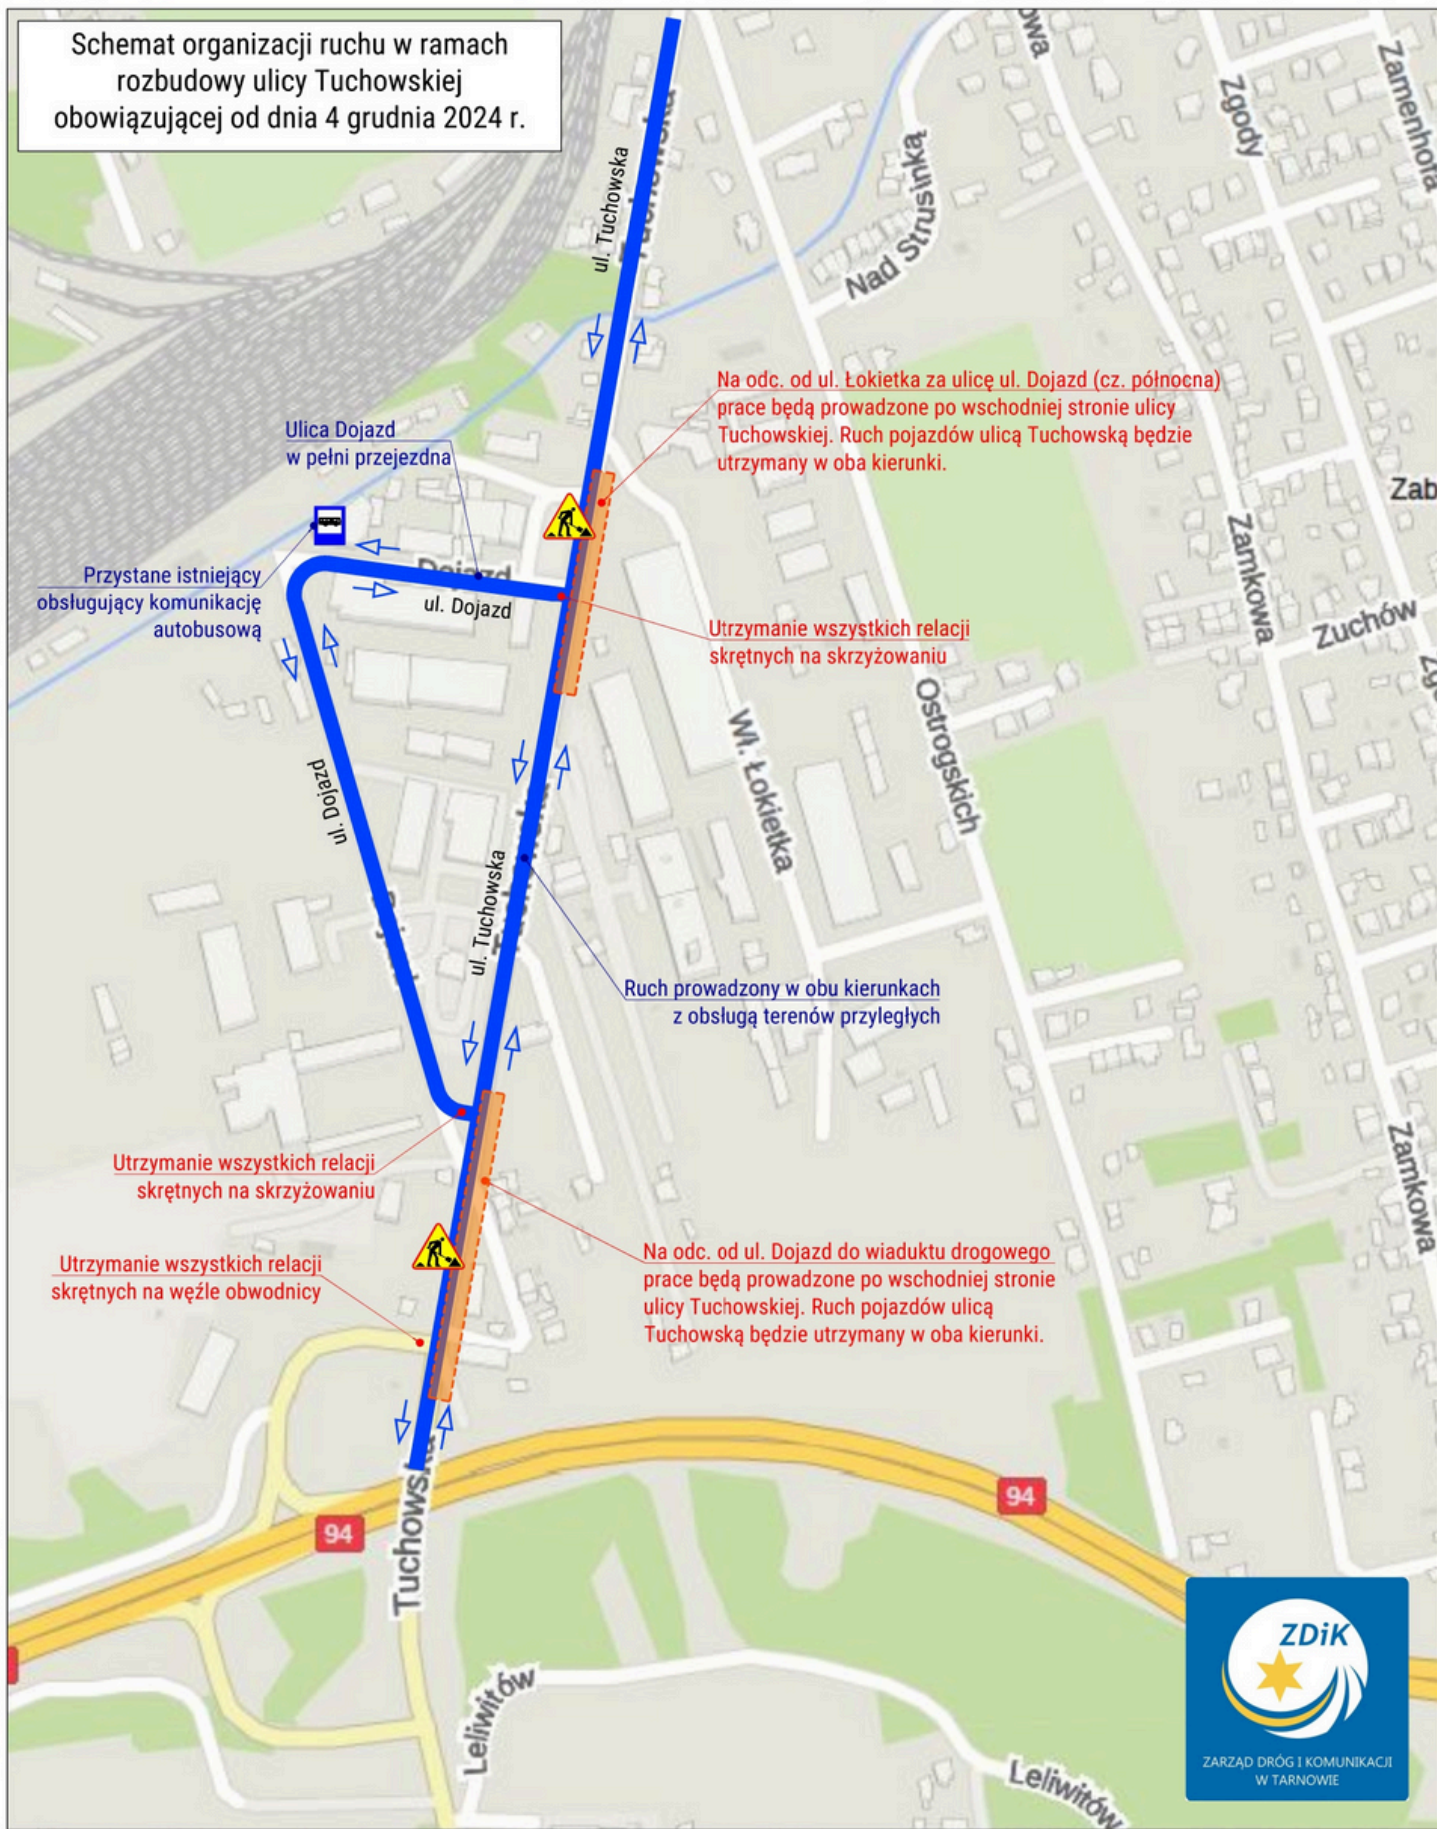 Schemat organizacji ruchu w ramach
rozbudowy ulicy Tuchowskiej
obowiązującej od dnia 4 grudnia 2024 r.
Zgody
Zamenhofa
ul. Tuchowska
Tuchowska
Nad Strusinką
Na odc. od ul. Łokietka za ulicę ul. Dojazd (cz. północna)
prace będą prowadzone po wschodniej stronie ulicy
Tuchowskiej. Ruch pojazdów ulicą Tuchowską będzie
utrzymany w oba kierunki.
Ulica Dojazd
w pełni przejezdna
Zab
Zamkowa
Przystane istniejący
obsługujący komunikację
autobusową
Dojazd
ul. Dojazd
Zuchów
Utrzymanie wszystkich relacji
skrętnych na skrzyżowaniu
Ostrogskich
Wł. Łokietka
ul. Dojazd
ul. Tuchowska
Tuchowska
Ruch prowadzony w obu kierunkach
z obsługą terenów przyległych
Utrzymanie wszystkich relacji
skrętnych na skrzyżowaniu
Zamkowa
Utrzymanie wszystkich relacji
skrętnych na węźle obwodnicy
Na odc. od ul. Dojazd do wiaduktu drogowego
prace będą prowadzone po wschodniej stronie
ulicy Tuchowskiej. Ruch pojazdów ulicą
Tuchowską będzie utrzymany w oba kierunki.
94
94
Tuchowska
Leliwitów
Leliwitów
ZDiK
ZARZĄD DRÓG I KOMUNIKACJI
W TARNOWIE